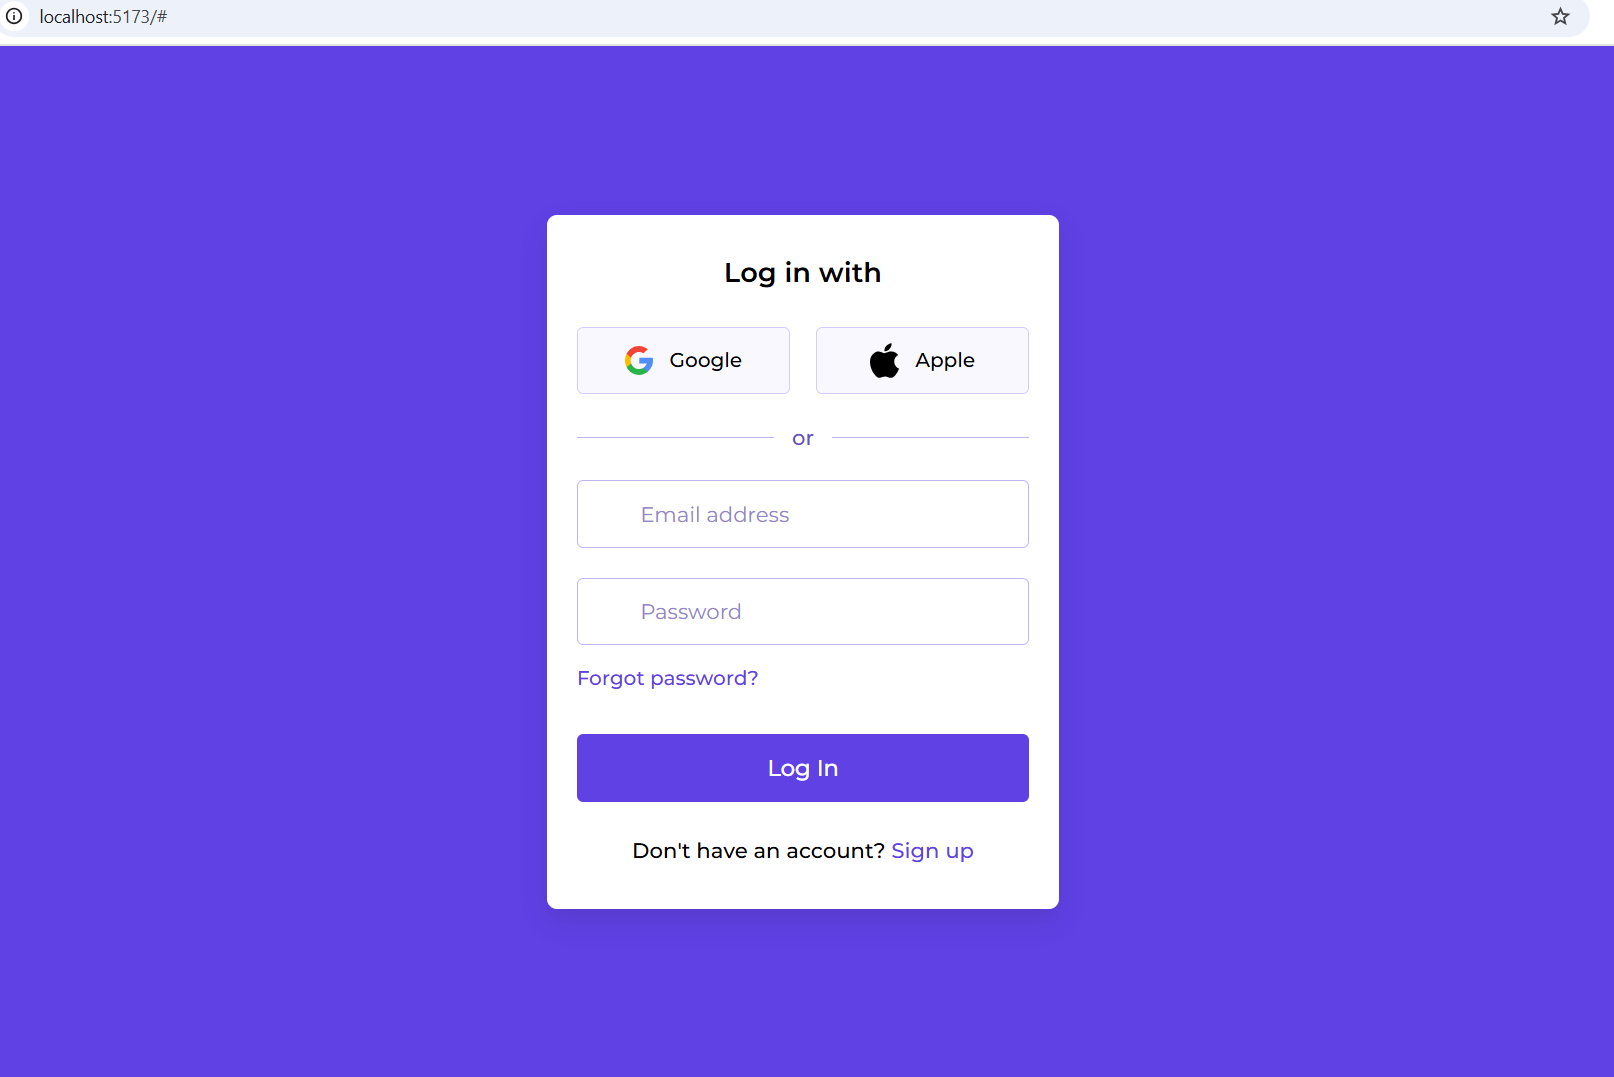 localhost:5173/#
Log in with
Google Apple
or
Email address
Password
Forgot password?
Log In
Don't have an account? Sign up